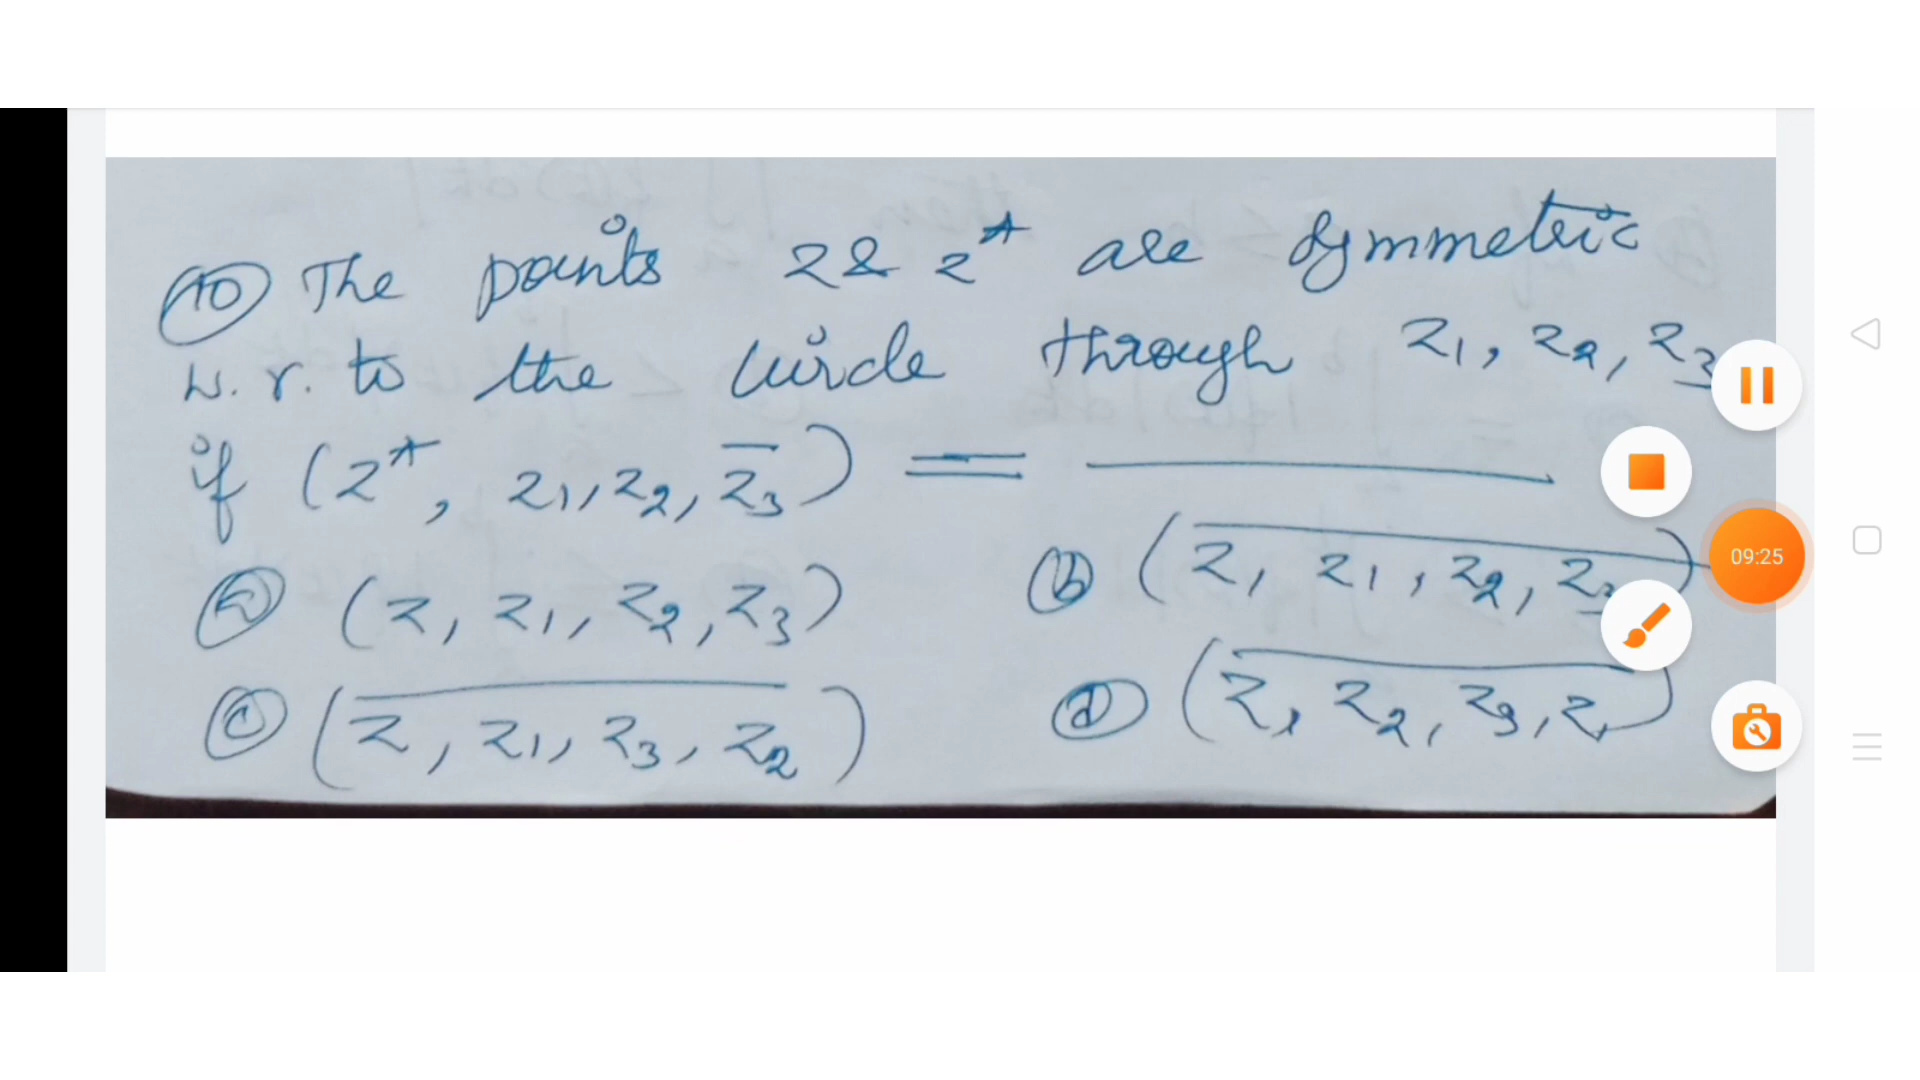 10 The points z & z* are symmetric
w. r. to the circle through z₁, z₂, z₃
if (z*, z₁, z₂, z̅₃) = ________
a (z, z₁, z₂, z₃) b (z, z₁, z₂, z₃)
09:25
c (z, z₁, z₃, z₂) d (z, z₂, z₃, z₁)